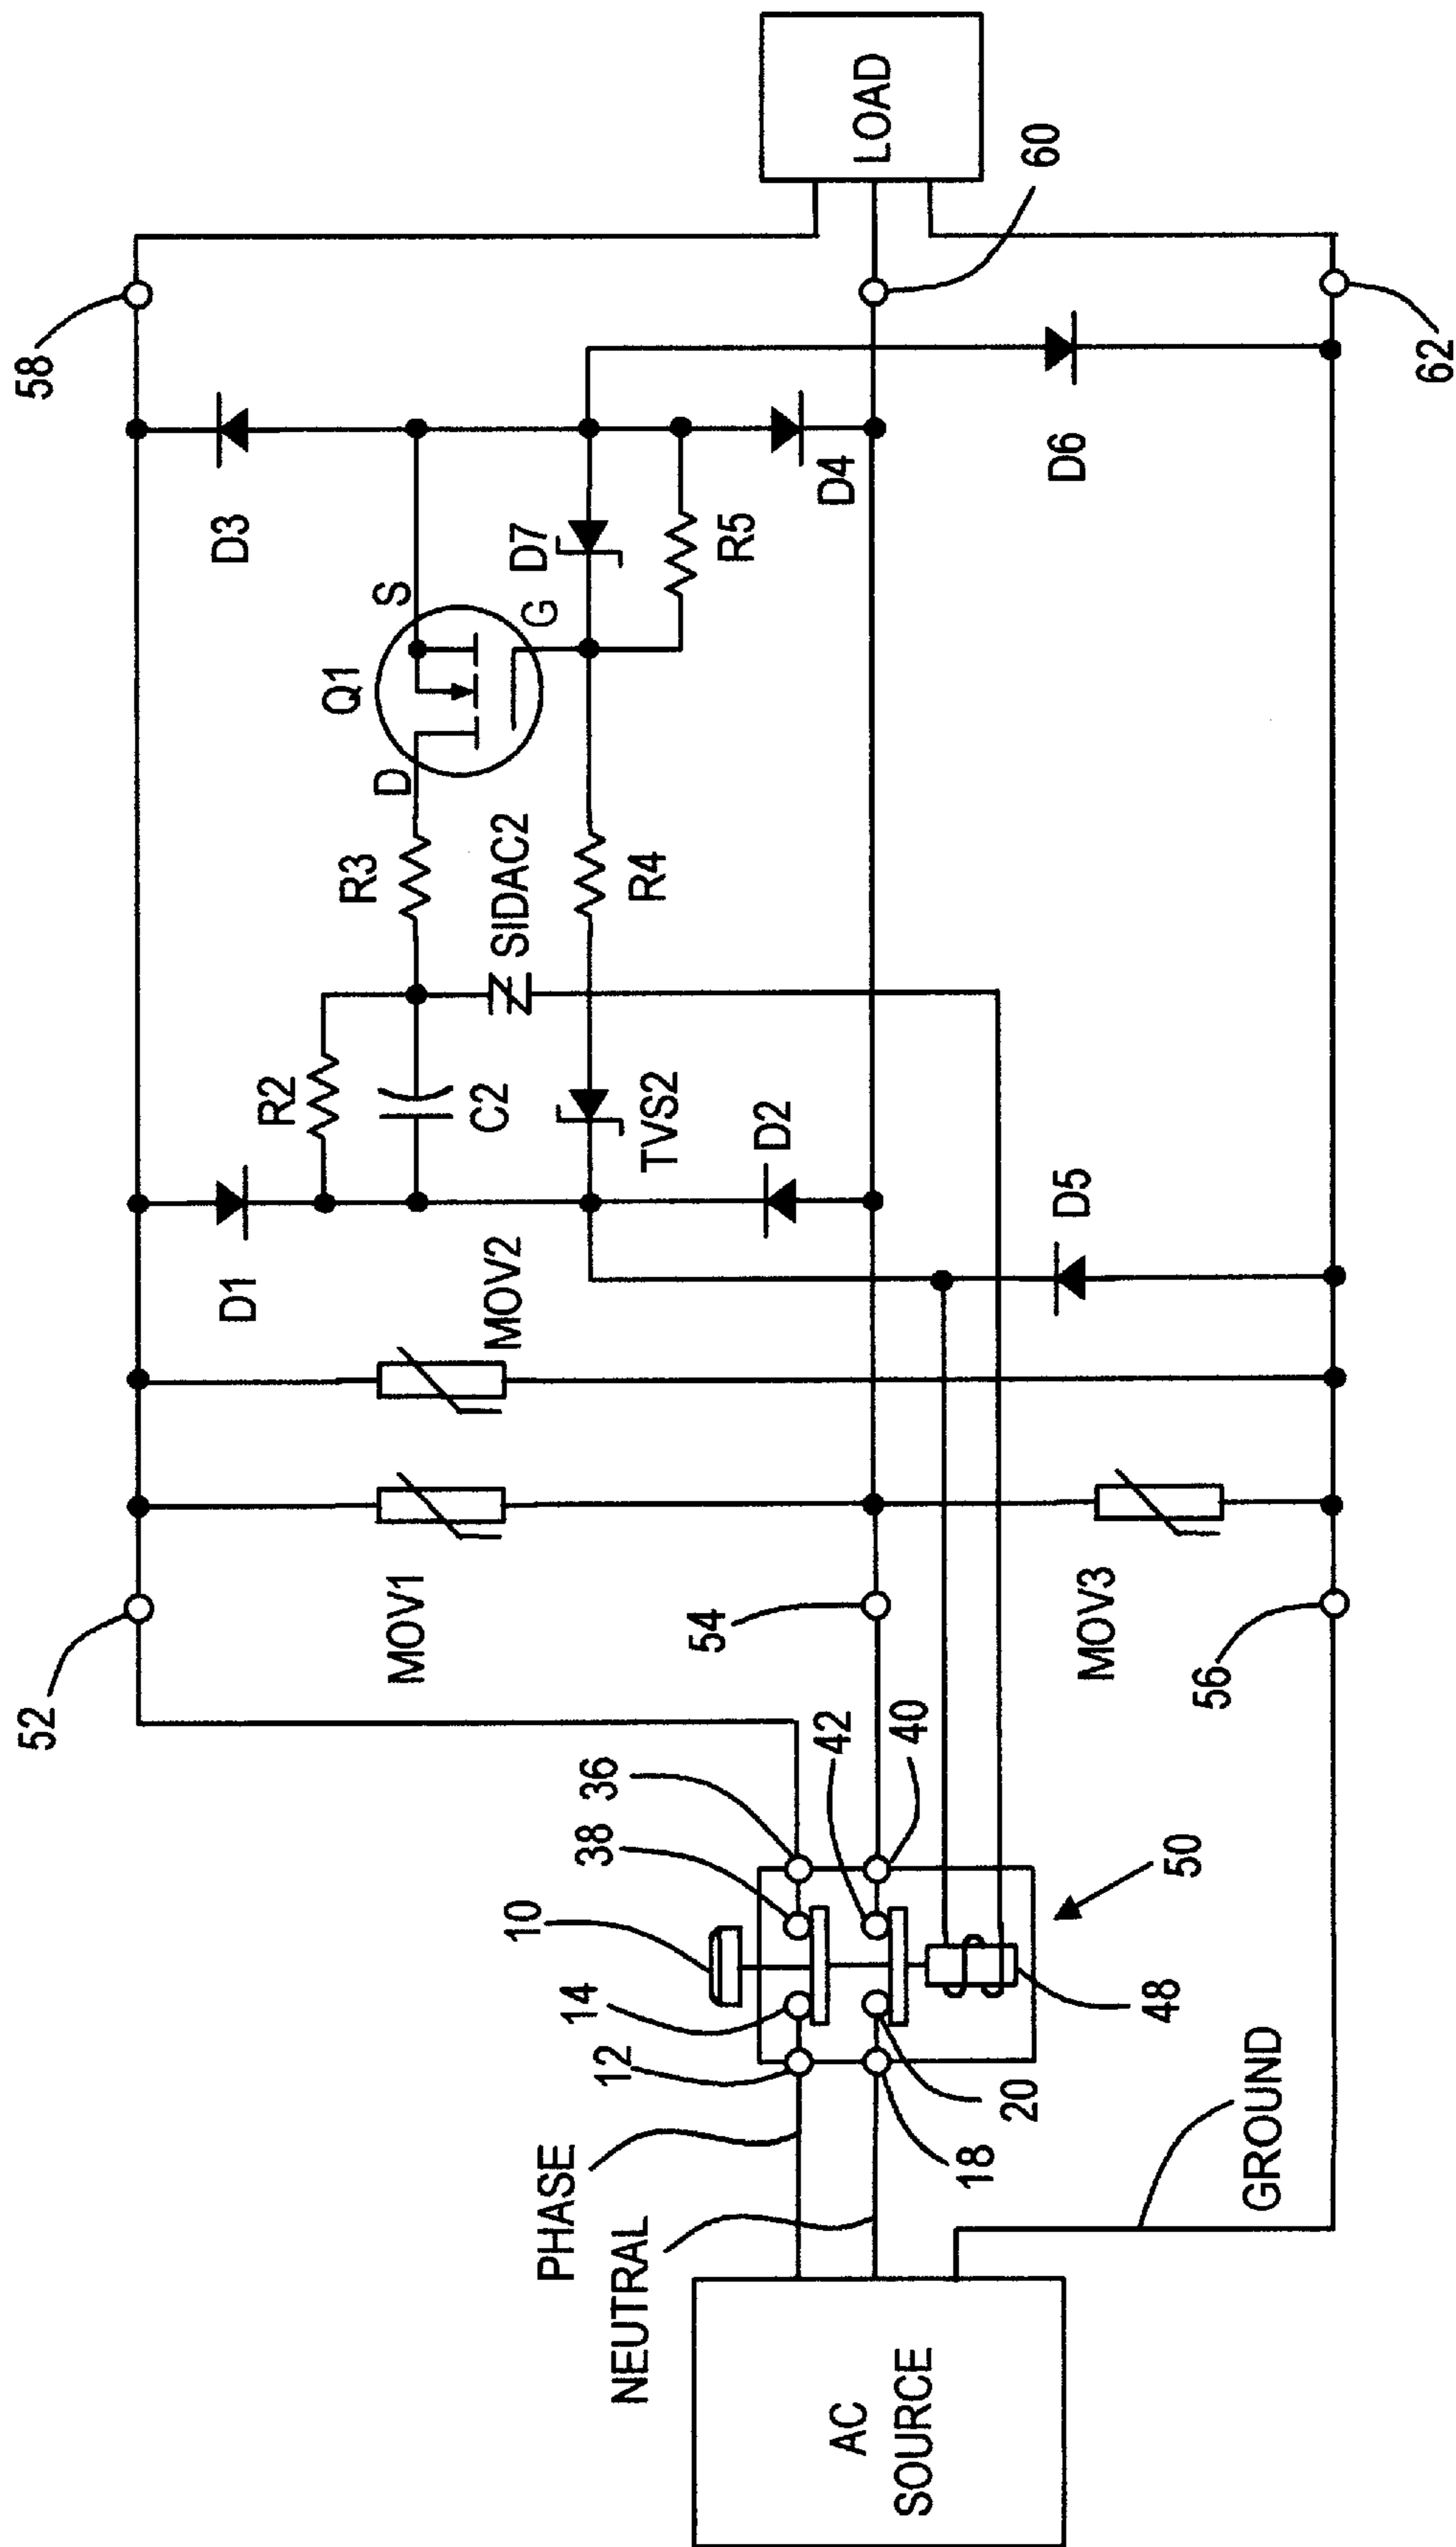 58
52
D1
D3
R2
R3
Q1
D
S
C2
SIDAC2
D7
G
MOV1
MOV2
TVS2
R4
R5
D2
D4
60
LOAD
PHASE
NEUTRAL
AC
SOURCE
12
14
10
38
36
54
42
40
18
20
48
50
MOV3
D5
D6
GROUND
56
62